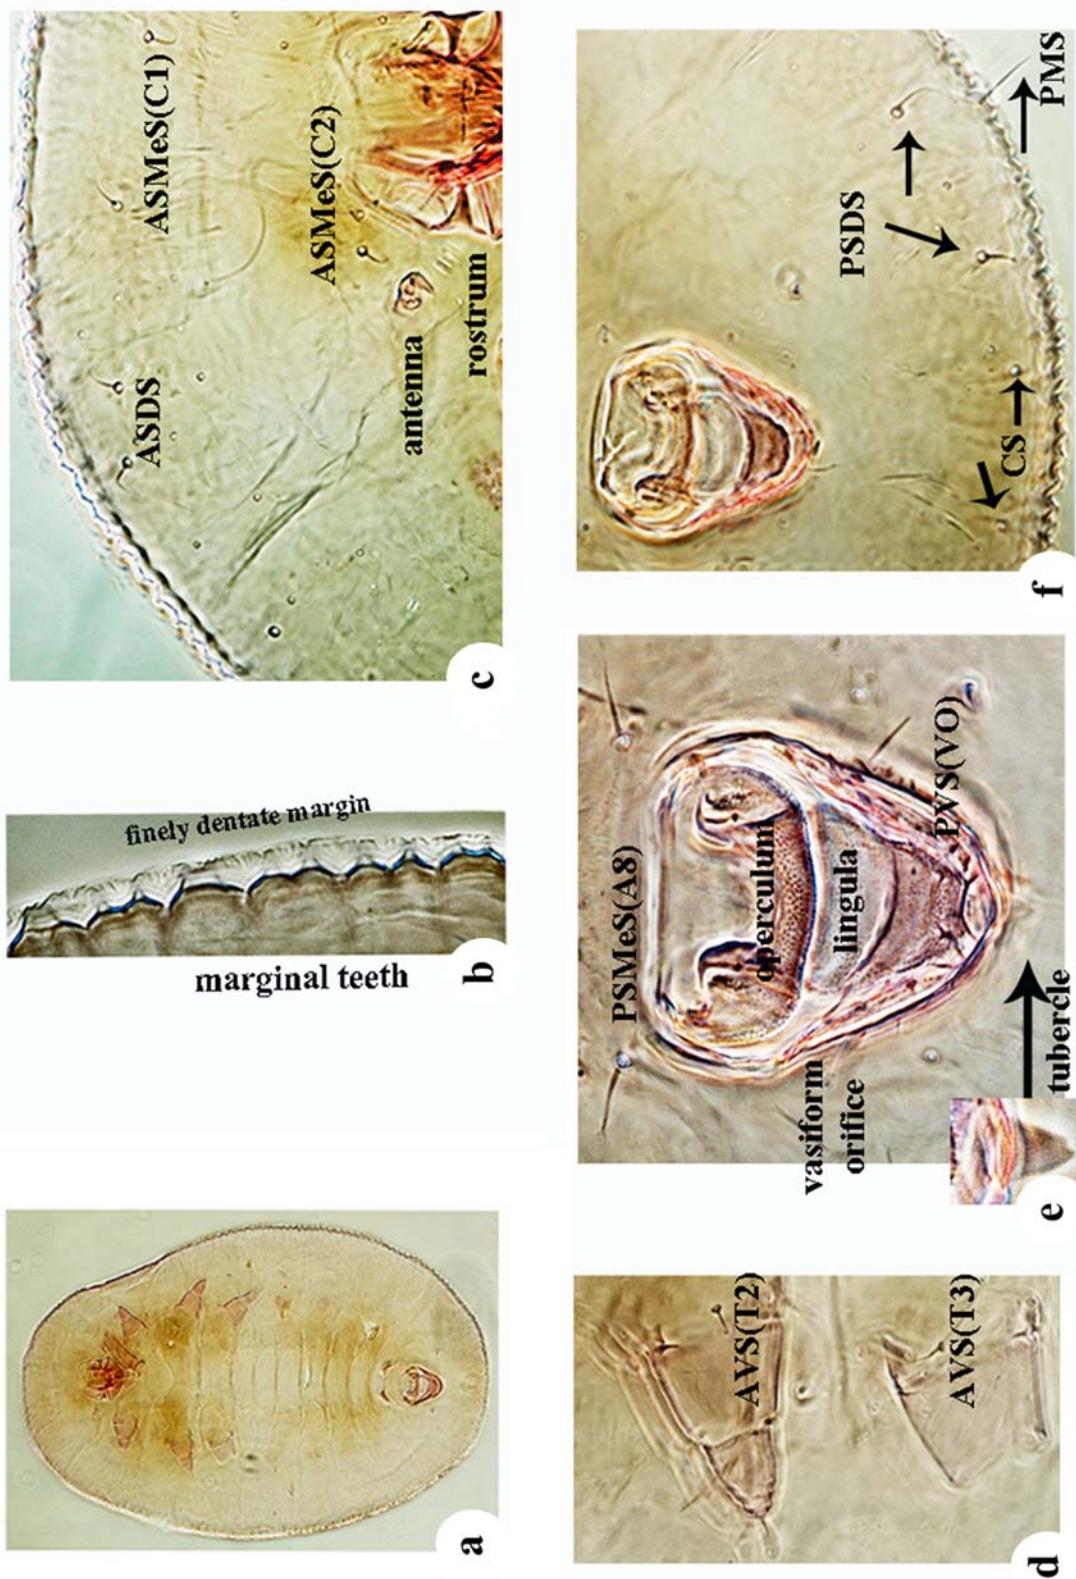 a
finely dentate margin
marginal teeth
b
ASMeS(C1)
ASDS
ASMeS(C2)
antenna
rostrum
c
AVS(T2)
AVS(T3)
d
PSMeS(A8)
operculum
lingula
vasiform
orifice
PVS(VO)
tubercle
e
PSDS
CS
PMS
f